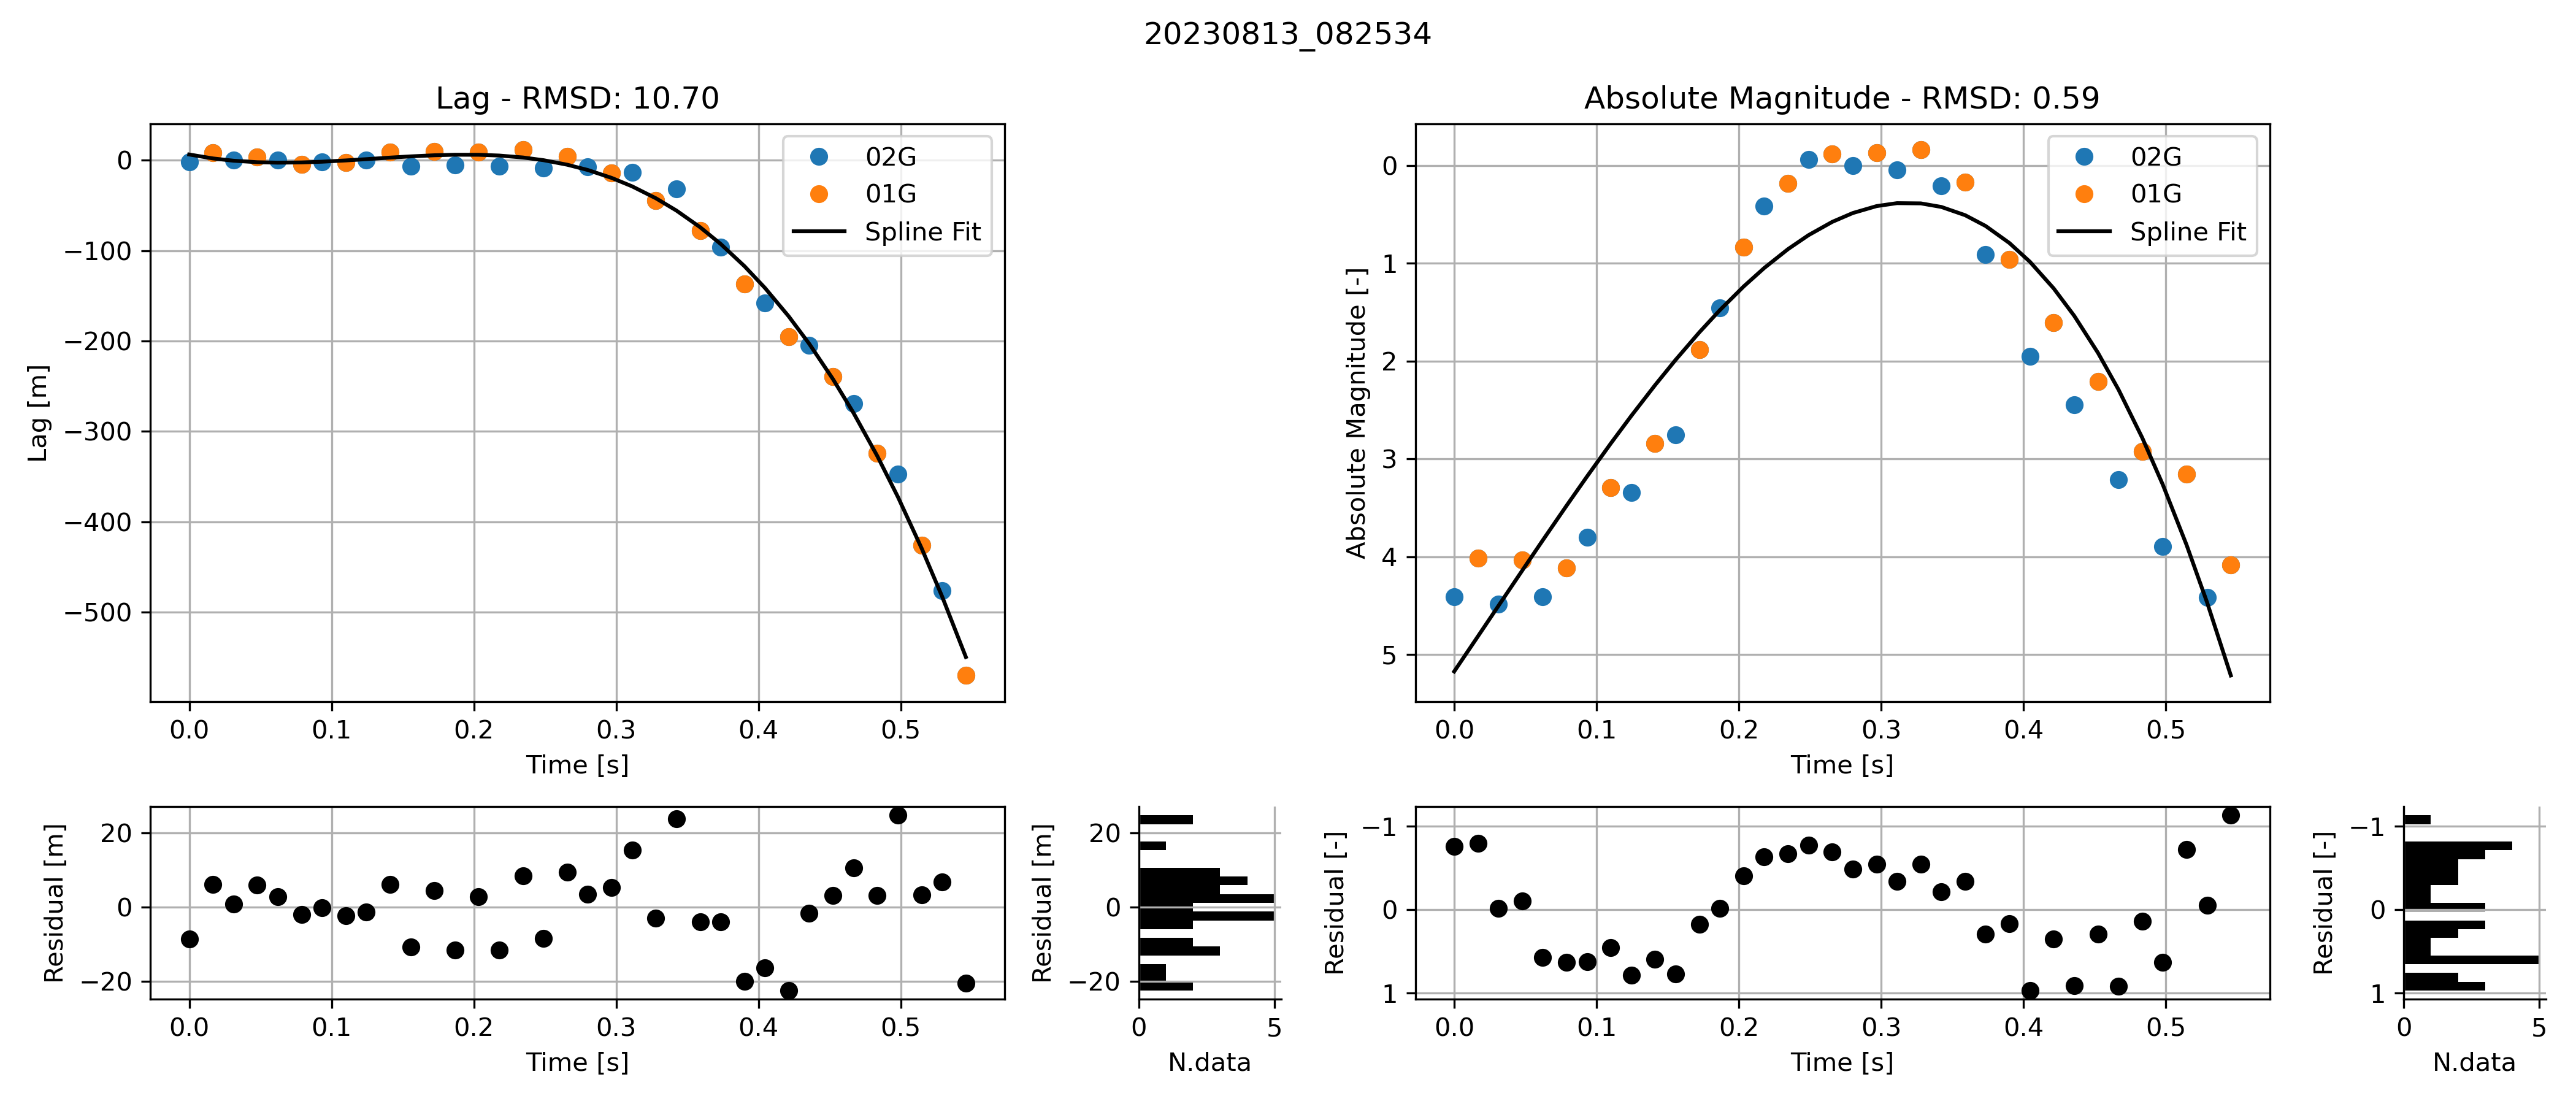 20230813_082534
Lag - RMSD: 10.70
02G
01G
Spline Fit
0
−100
−200
−300
−400
−500
Lag [m]
0.0 0.1 0.2 0.3 0.4 0.5
Time [s]
Absolute Magnitude - RMSD: 0.59
02G
01G
Spline Fit
0
1
2
3
4
5
Absolute Magnitude [-]
0.0 0.1 0.2 0.3 0.4 0.5
Time [s]
20
0
−20
Residual [m]
0.0 0.1 0.2 0.3 0.4 0.5
Time [s]
20
0
−20
Residual [m]
0 5
N.data
−1
0
1
Residual [-]
0.0 0.1 0.2 0.3 0.4 0.5
Time [s]
−1
0
1
Residual [-]
0 5
N.data